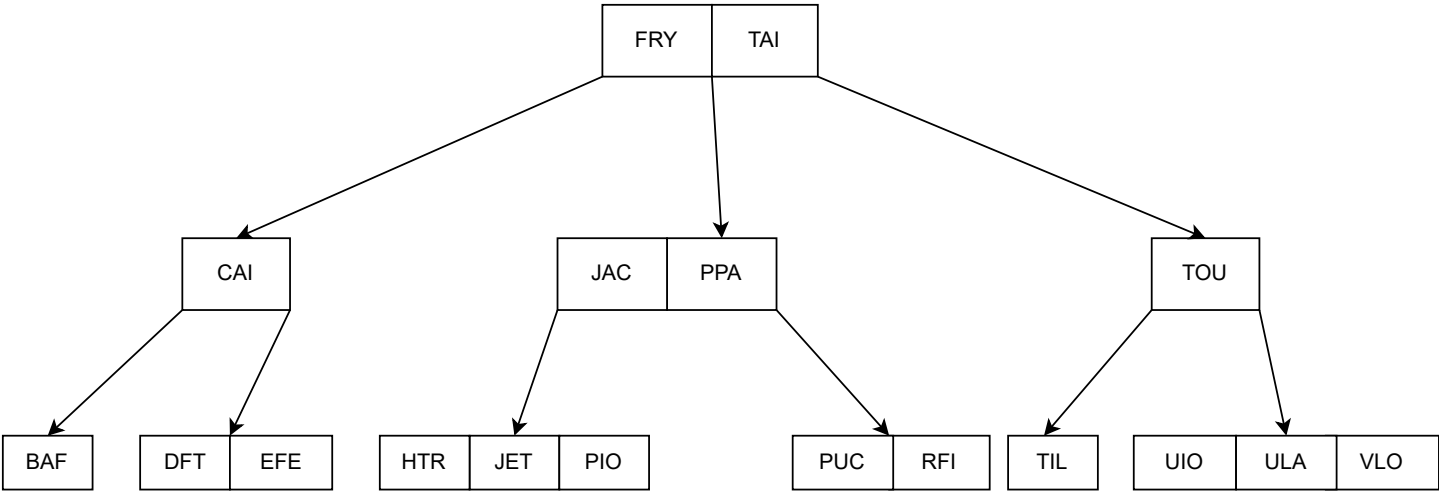 FRY TAI
CAI JAC PPA TOU
BAF DFT EFE HTR JET PIO PUC RFI TIL UIO ULA VLO